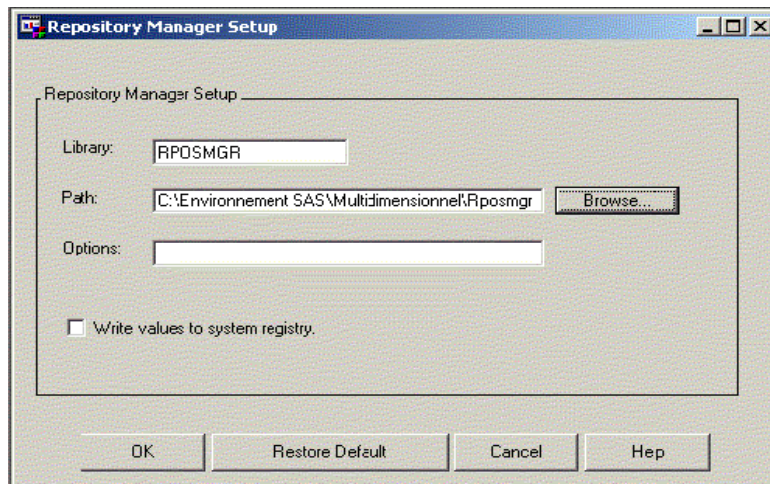 Repository Manager Setup
Repository Manager Setup
Library:
RPOSMGR
Path:
C:\Environnement SAS\Multidimensionnel\Rposmgr
Browse...
Options:
Write values to system registry.
OK
Restore Default
Cancel
Help